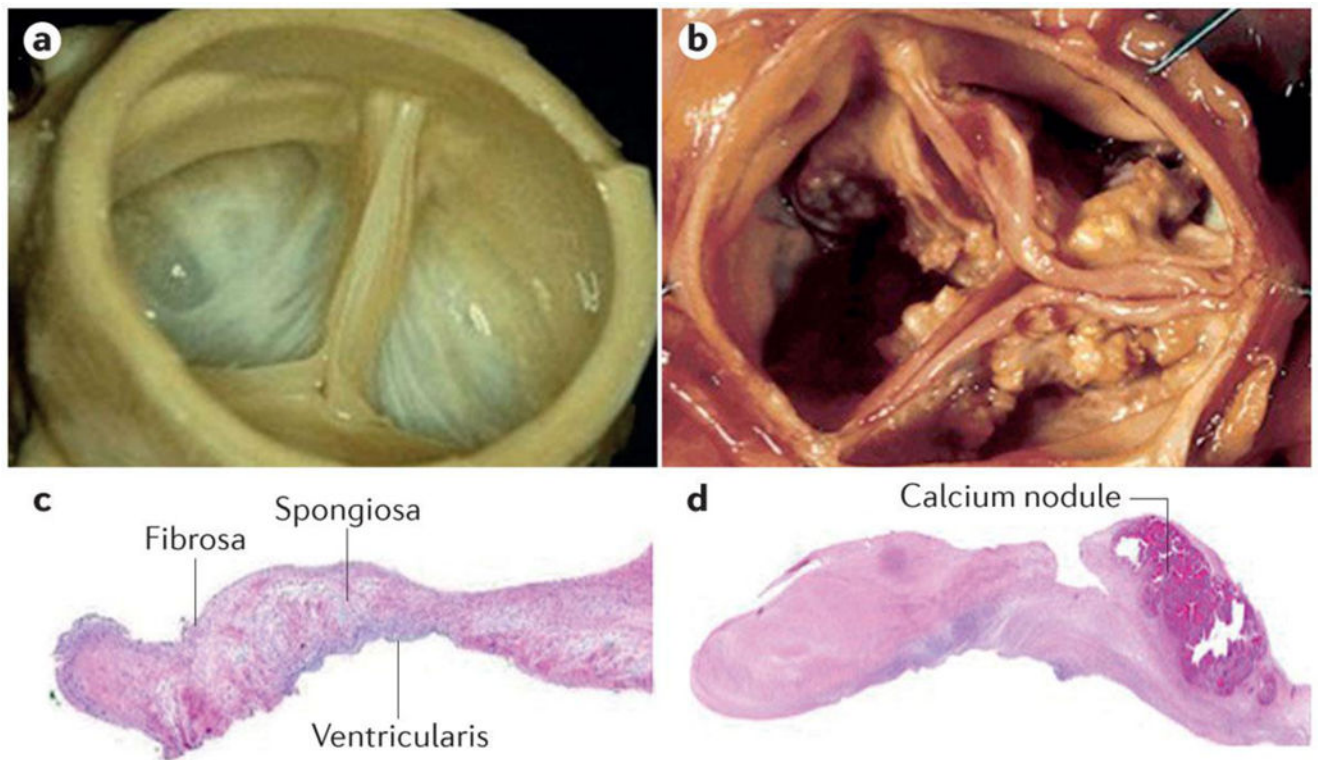 a
b
c
Spongiosa
Fibrosa
Ventricularis
d
Calcium nodule